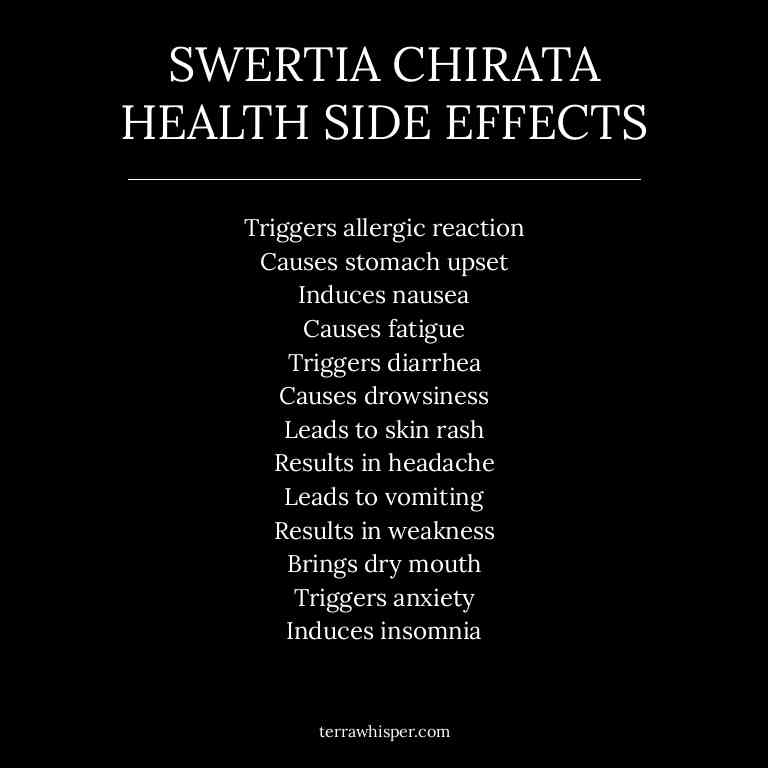 SWERTIA CHIRATA
HEALTH SIDE EFFECTS
Triggers allergic reaction
Causes stomach upset
Induces nausea
Causes fatigue
Triggers diarrhea
Causes drowsiness
Leads to skin rash
Results in headache
Leads to vomiting
Results in weakness
Brings dry mouth
Triggers anxiety
Induces insomnia
terrawhisper.com